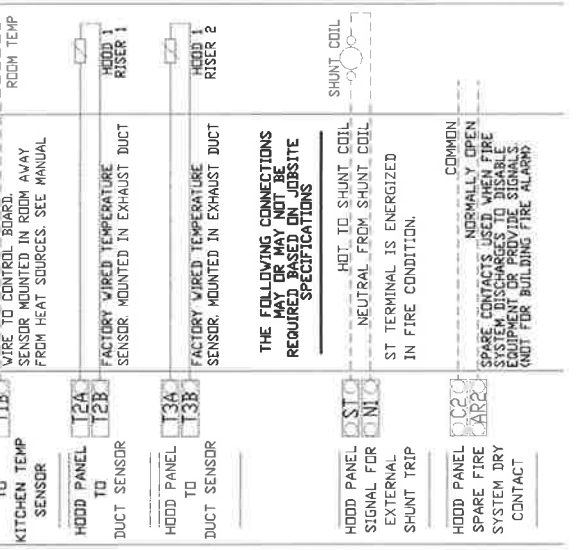 TO
KITCHEN TEMP
SENSOR
T1B
WIRE TO CONTROL BOARD.
SENSOR MOUNTED IN ROOM AWAY
FROM HEAT SOURCES. SEE MANUAL
ROOM TEMP
HOOD PANEL
TO
DUCT SENSOR
T2A
T2B
FACTORY WIRED TEMPERATURE
SENSOR. MOUNTED IN EXHAUST DUCT
HOOD 1
RISER 1
HOOD PANEL
TO
DUCT SENSOR
T3A
T3B
FACTORY WIRED TEMPERATURE
SENSOR. MOUNTED IN EXHAUST DUCT
HOOD 1
RISER 2
THE FOLLOWING CONNECTIONS
MAY OR MAY NOT BE
REQUIRED BASED ON JOBSITE
SPECIFICATIONS
HOOD PANEL
SIGNAL FOR
EXTERNAL
SHUNT TRIP
ST
N1
HOT TO SHUNT COIL
NEUTRAL FROM SHUNT COIL
ST TERMINAL IS ENERGIZED
IN FIRE CONDITION.
SHUNT COIL
HOOD PANEL
SPARE FIRE
SYSTEM DRY
CONTACT
C2
AR2
COMMON
NORMALLY OPEN
SPARE CONTACTS USED WHEN FIRE
SYSTEM DISCHARGES TO DISABLE
EQUIPMENT OR PROVIDE SIGNALS.
(NOT FOR BUILDING FIRE ALARM)